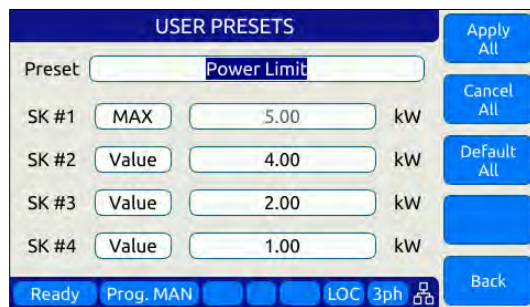 USER PRESETS
Apply
All
Preset Power Limit
Cancel
All
SK #1 MAX 5.00 kW
SK #2 Value 4.00 kW
Default
All
SK #3 Value 2.00 kW
SK #4 Value 1.00 kW
Back
Ready Prog. MAN LOC 3ph